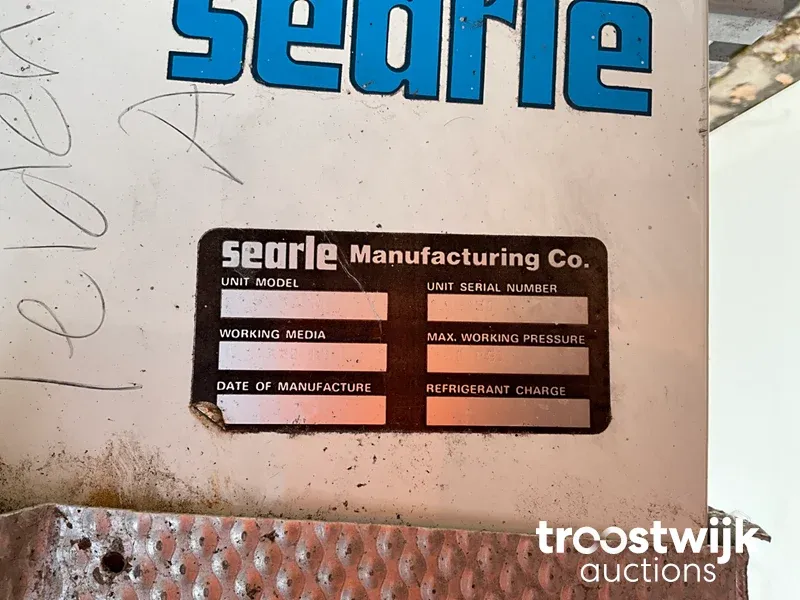 searle
searle Manufacturing Co.
UNIT MODEL
UNIT SERIAL NUMBER
WORKING MEDIA
MAX. WORKING PRESSURE
DATE OF MANUFACTURE
REFRIGERANT CHARGE
troostwijk
auctions